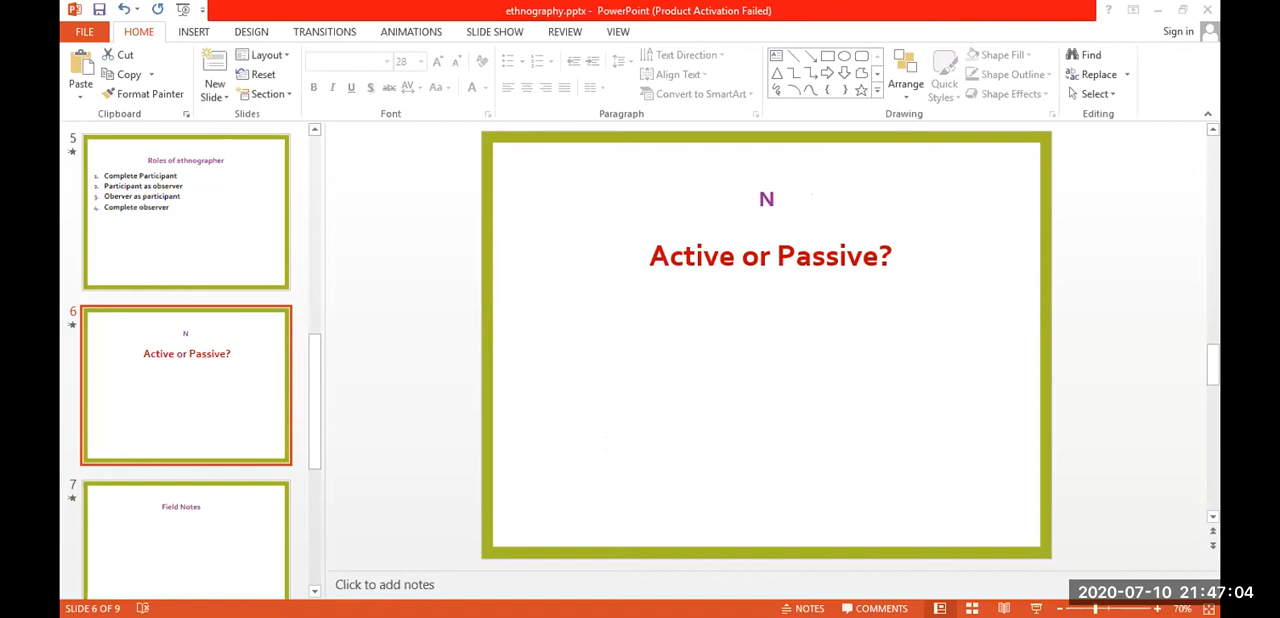 ethnography.pptx - PowerPoint (Product Activation Failed)
FILE HOME INSERT DESIGN TRANSITIONS ANIMATIONS SLIDE SHOW REVIEW VIEW Sign in
Paste Cut Copy Format Painter
Clipboard
New Slide Layout Reset Section
Slides
28
B I U S abc AV Aa A
Font
Text Direction
Align Text
Convert to SmartArt
Paragraph
Arrange Quick Styles Shape Fill Shape Outline Shape Effects
Drawing
Find
Replace
Select
Editing
5
Roles of ethnographer
1. Complete Participant
2. Participant as observer
3. Oberver as participant
4. Complete observer
6
N
Active or Passive?
7
Field Notes
N
Active or Passive?
Click to add notes
2020-07-10 21:47:04
SLIDE 6 OF 9 NOTES COMMENTS 70%